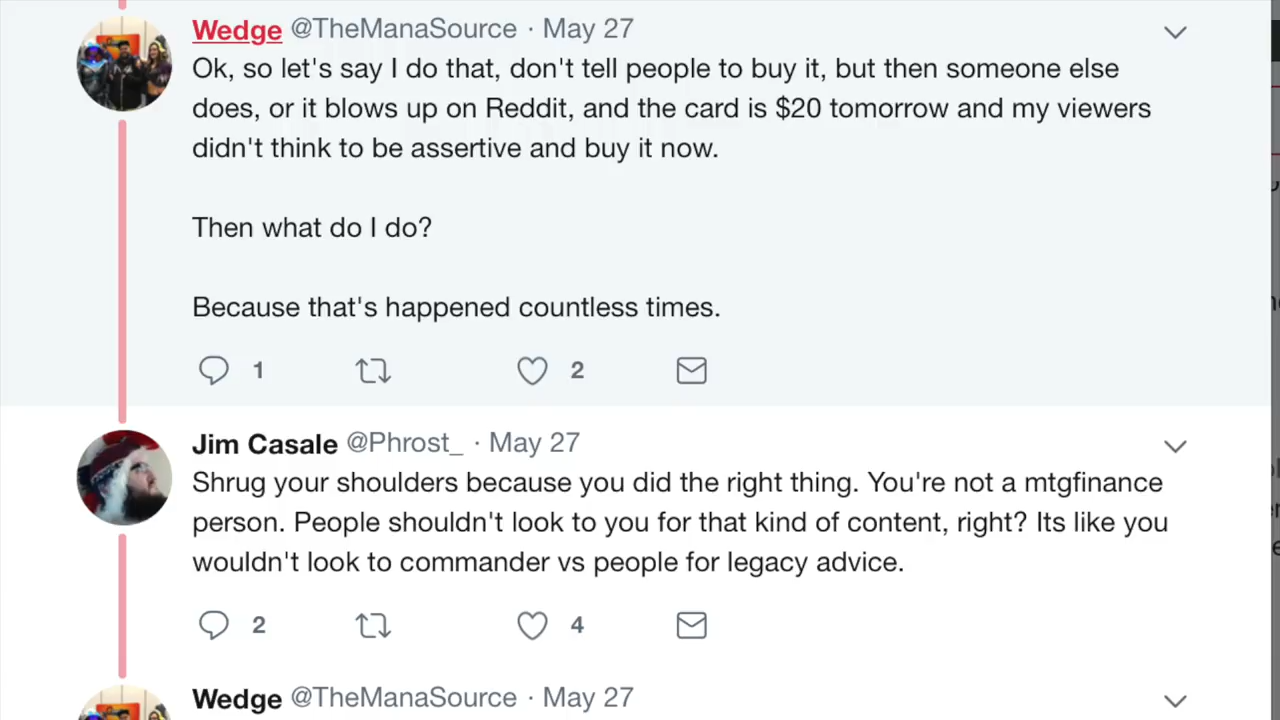 Wedge @TheManaSource · May 27
Ok, so let's say I do that, don't tell people to buy it, but then someone else
does, or it blows up on Reddit, and the card is $20 tomorrow and my viewers
didn't think to be assertive and buy it now.
Then what do I do?
Because that's happened countless times.
1 2
Jim Casale @Phrost_ · May 27
Shrug your shoulders because you did the right thing. You're not a mtgfinance
person. People shouldn't look to you for that kind of content, right? Its like you
wouldn't look to commander vs people for legacy advice.
2 4
Wedge @TheManaSource · May 27